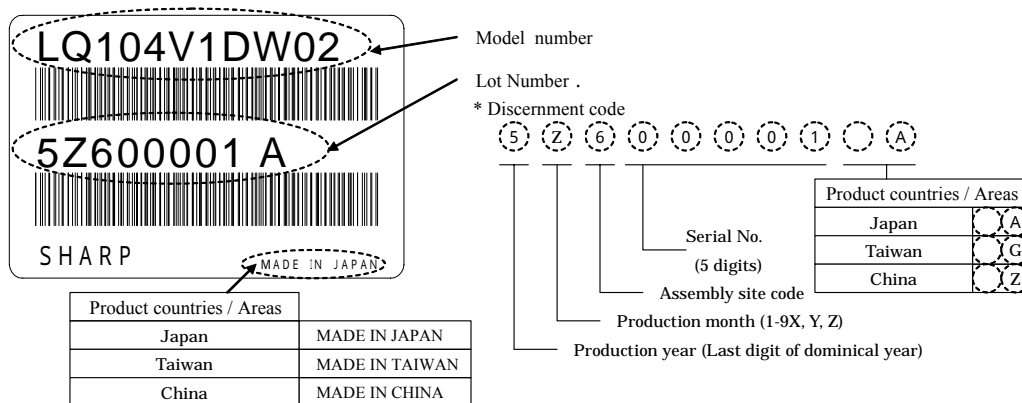 LQ104V1DW02
5Z600001 A
SHARP
MADE IN JAPAN
Product countries / Areas
Japan MADE IN JAPAN
Taiwan MADE IN TAIWAN
China MADE IN CHINA
Model number
Lot Number .
* Discernment code
5 Z 6 0 0 0 0 1 A
Product countries / Areas
Japan A
Taiwan G
China Z
Serial No.
(5 digits)
Assembly site code
Production month (1-9X, Y, Z)
Production year (Last digit of dominical year)